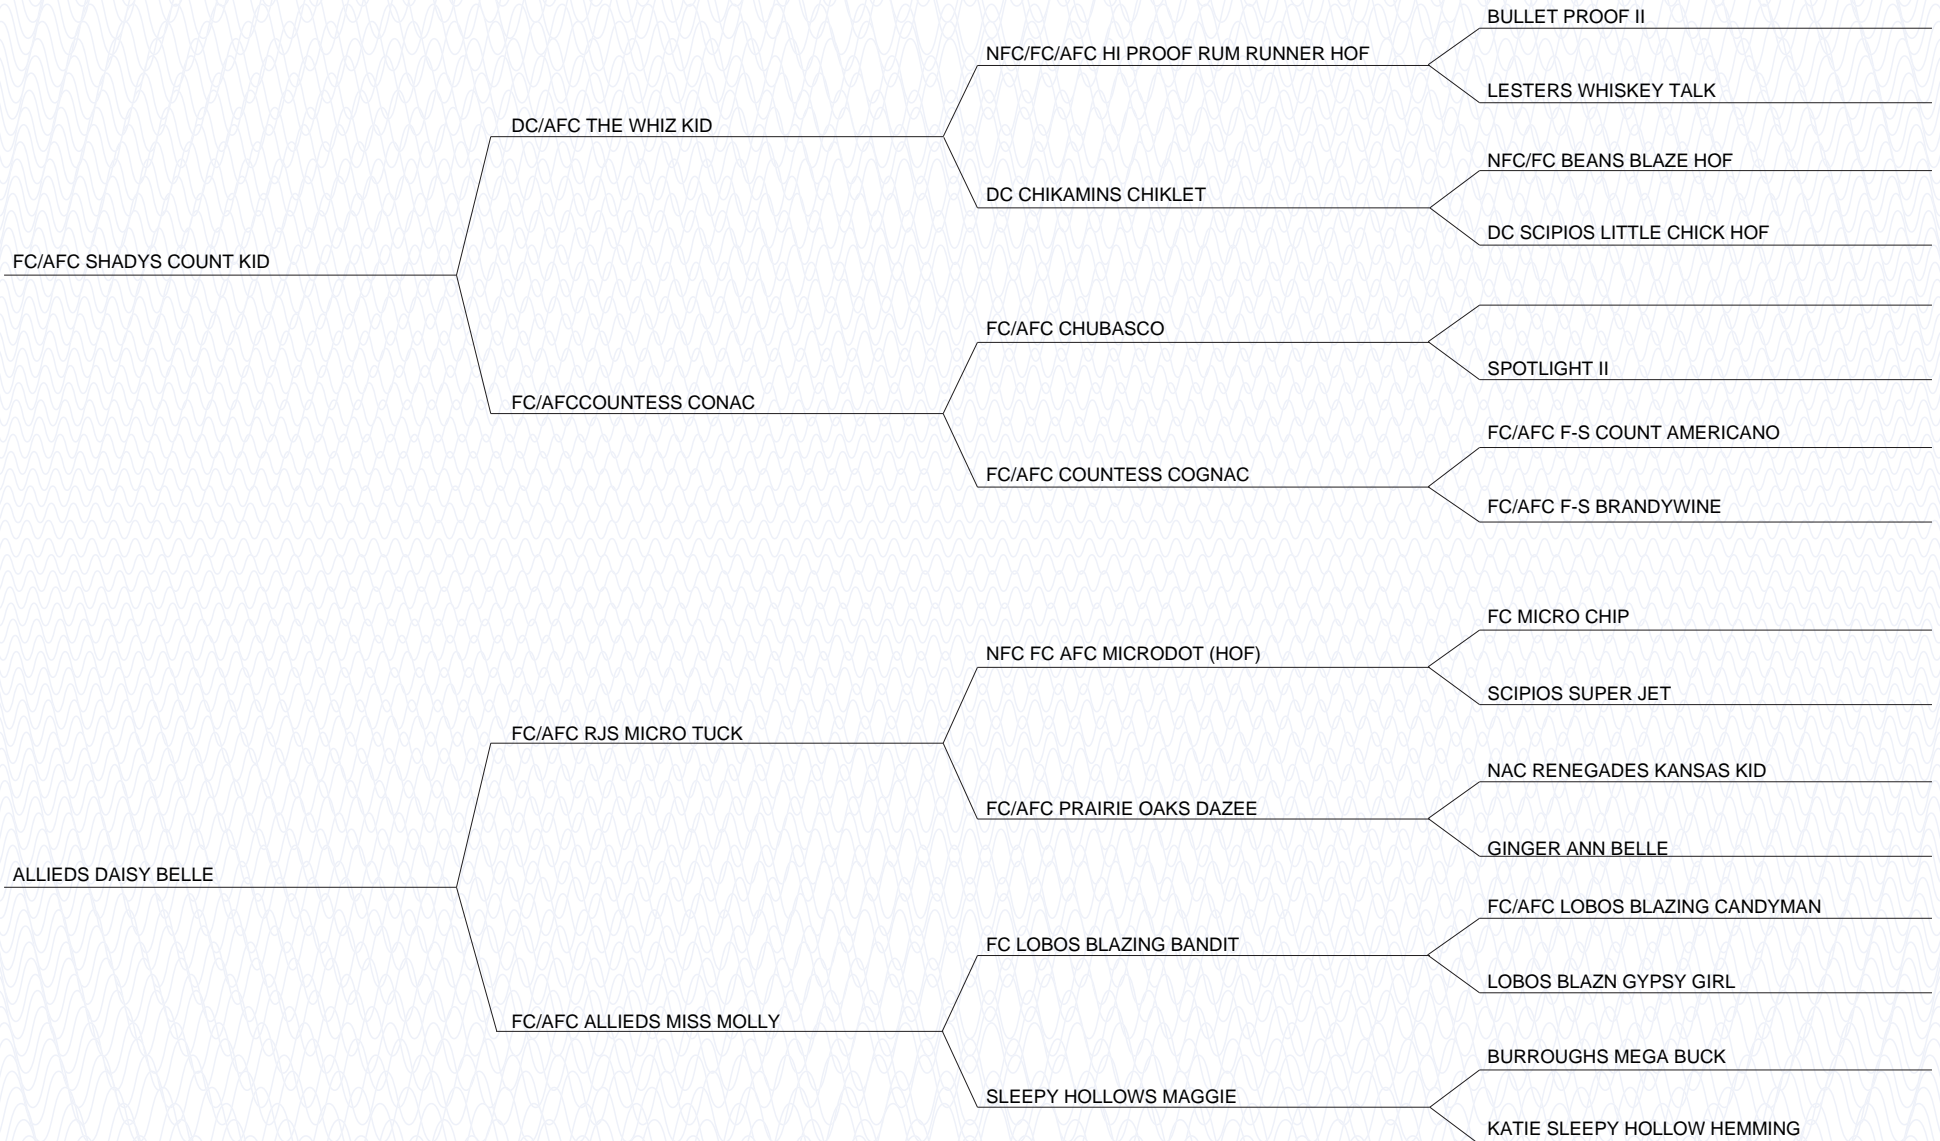 BULLET PROOF II
NFC/FC/AFC HI PROOF RUM RUNNER HOF
LESTERS WHISKEY TALK
DC/AFC THE WHIZ KID
NFC/FC BEANS BLAZE HOF
DC CHIKAMINS CHIKLET
DC SCIPIOS LITTLE CHICK HOF
FC/AFC SHADYS COUNT KID
FC/AFC CHUBASCO
SPOTLIGHT II
FC/AFCCOUNTESS CONAC
FC/AFC F-S COUNT AMERICANO
FC/AFC COUNTESS COGNAC
FC/AFC F-S BRANDYWINE
FC MICRO CHIP
NFC FC AFC MICRODOT (HOF)
SCIPIOS SUPER JET
FC/AFC RJS MICRO TUCK
NAC RENEGADES KANSAS KID
FC/AFC PRAIRIE OAKS DAZEE
GINGER ANN BELLE
ALLIEDS DAISY BELLE
FC/AFC LOBOS BLAZING CANDYMAN
FC LOBOS BLAZING BANDIT
LOBOS BLAZN GYPSY GIRL
FC/AFC ALLIEDS MISS MOLLY
BURROUGHS MEGA BUCK
SLEEPY HOLLOWS MAGGIE
KATIE SLEEPY HOLLOW HEMMING